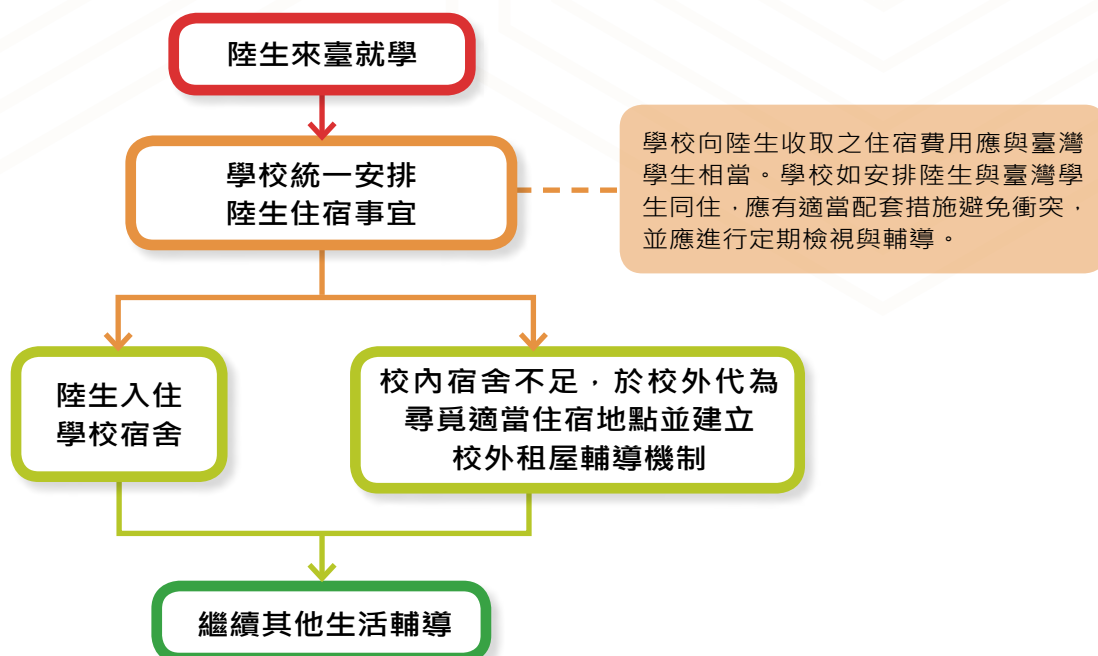 陸生來臺就學
學校統一安排
陸生住宿事宜
學校向陸生收取之住宿費用應與臺灣
學生相當。學校如安排陸生與臺灣學
生同住，應有適當配套措施避免衝突，
並應進行定期檢視與輔導。
陸生入住
學校宿舍
校內宿舍不足，於校外代為
尋覓適當住宿地點並建立
校外租屋輔導機制
繼續其他生活輔導